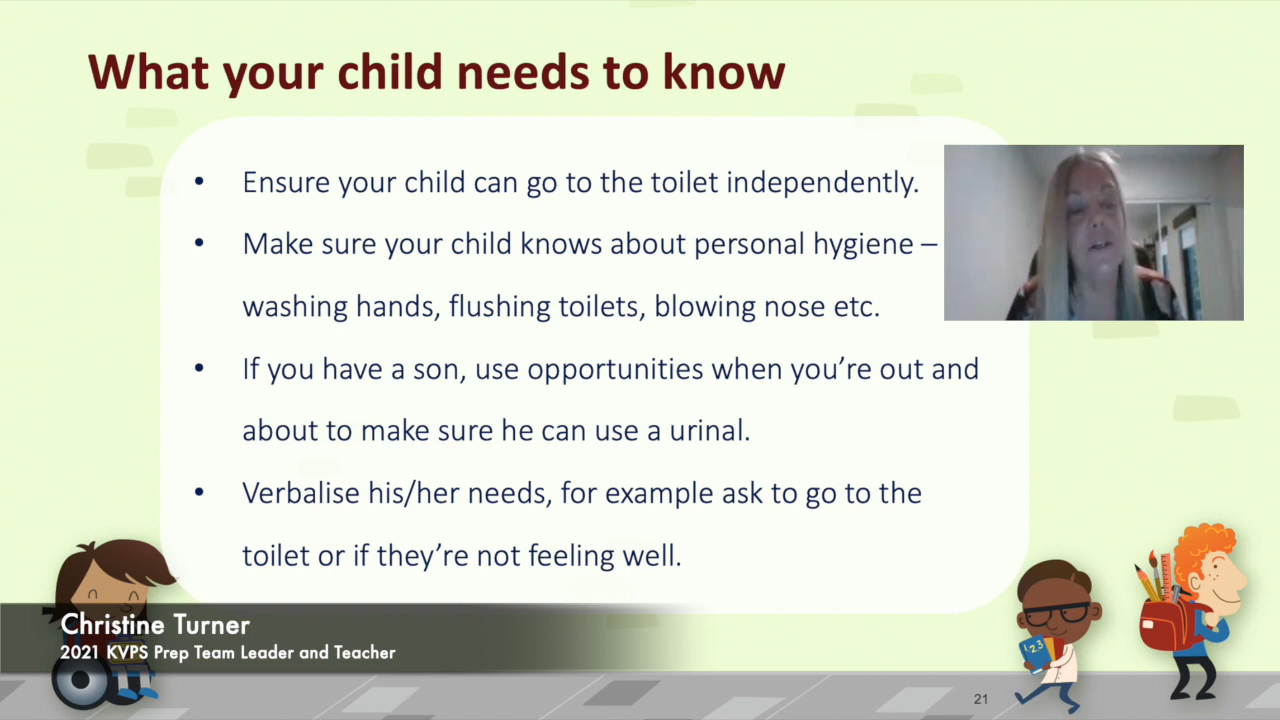 What your child needs to know
• Ensure your child can go to the toilet independently.
• Make sure your child knows about personal hygiene –
washing hands, flushing toilets, blowing nose etc.
• If you have a son, use opportunities when you’re out and
about to make sure he can use a urinal.
• Verbalise his/her needs, for example ask to go to the
toilet or if they’re not feeling well.
Christine Turner
2021 KVPS Prep Team Leader and Teacher
1 2 3
21